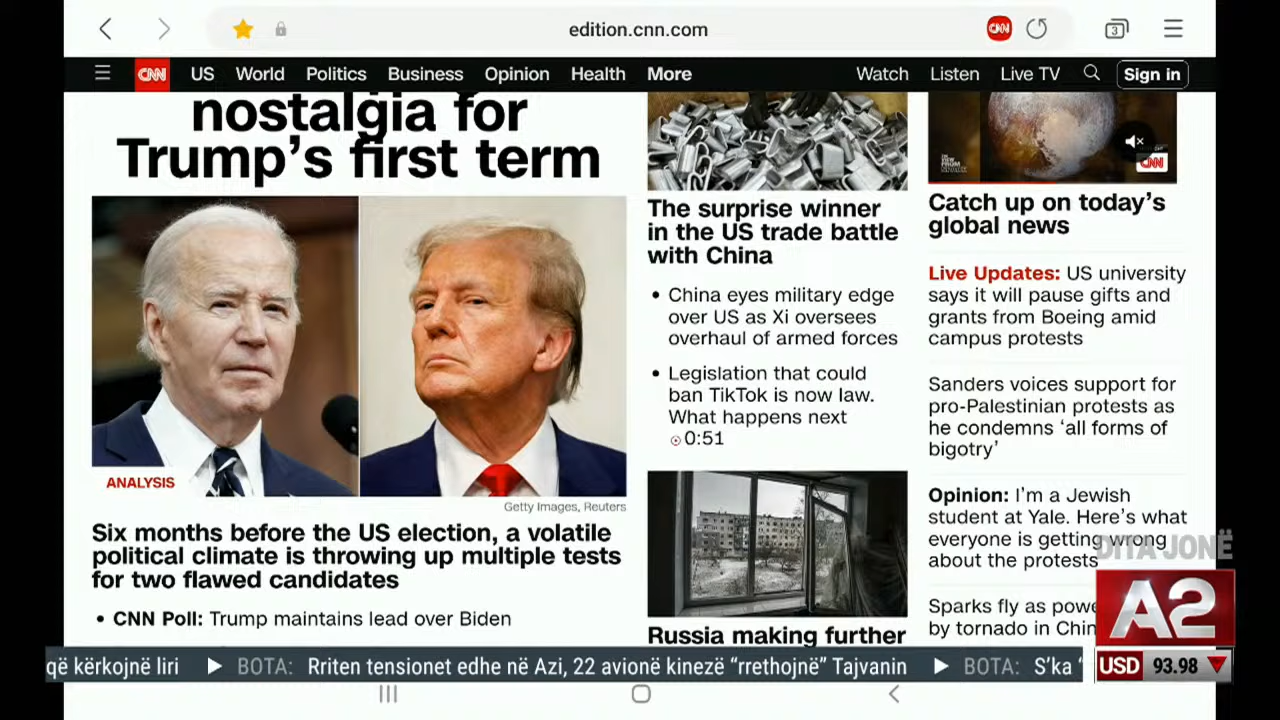 edition.cnn.com
CNN
3
CNN
US World Politics Business Opinion Health More
Watch Listen Live TV
Sign in
nostalgia for
Trump's first term
ANALYSIS
Getty Images, Reuters
Six months before the US election, a volatile
political climate is throwing up multiple tests
for two flawed candidates
• CNN Poll: Trump maintains lead over Biden
The surprise winner
in the US trade battle
with China
• China eyes military edge
over US as Xi oversees
overhaul of armed forces
• Legislation that could
ban TikTok is now law.
What happens next
0:51
Russia making further
CNN
Catch up on today's
global news
Live Updates: US university
says it will pause gifts and
grants from Boeing amid
campus protests
Sanders voices support for
pro-Palestinian protests as
he condemns ‘all forms of
bigotry’
Opinion: I'm a Jewish
student at Yale. Here's what
everyone is getting wrong
about the protests
Sparks fly as powe
by tornado in Chin
DITA JONË
A2
që kërkojnë liri ▶ BOTA: Rriten tensionet edhe në Azi, 22 avionë kinezë “rrethojnë” Tajvanin ▶ BOTA: S’ka
USD 93.98